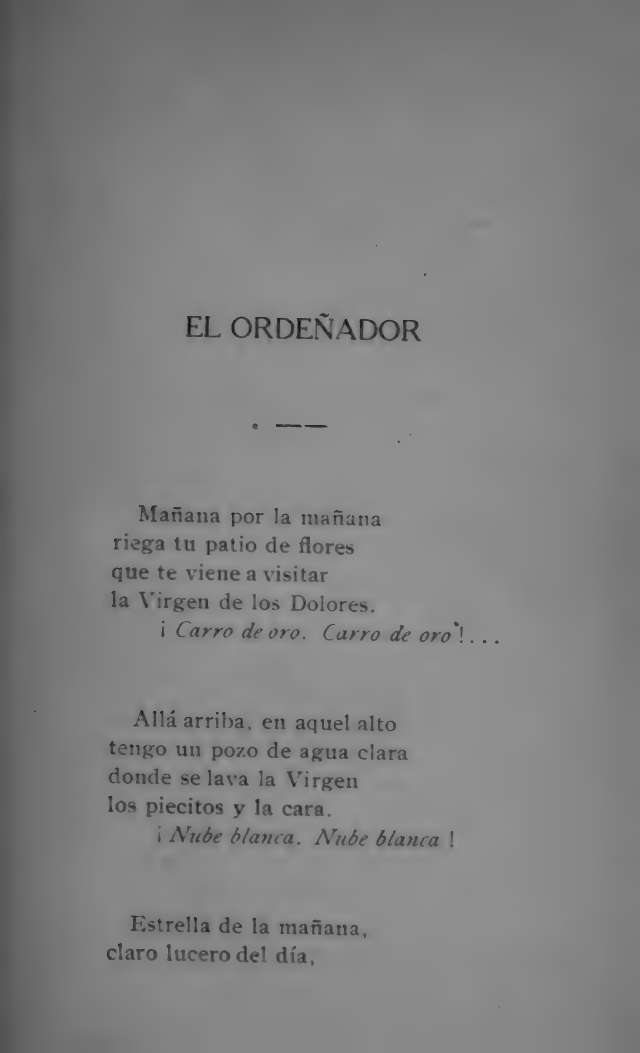 EL ORDEÑADOR
Mañana por la mañana
riega tu patio de flores
que te viene a visitar
la Virgen de los Dolores.
¡ Carro de oro. Carro de oro !...
Allá arriba, en aquel alto
tengo un pozo de agua clara
donde se lava la Virgen
los piecitos y la cara.
¡ Nube blanca. Nube blanca !
Estrella de la mañana,
claro lucero del día,